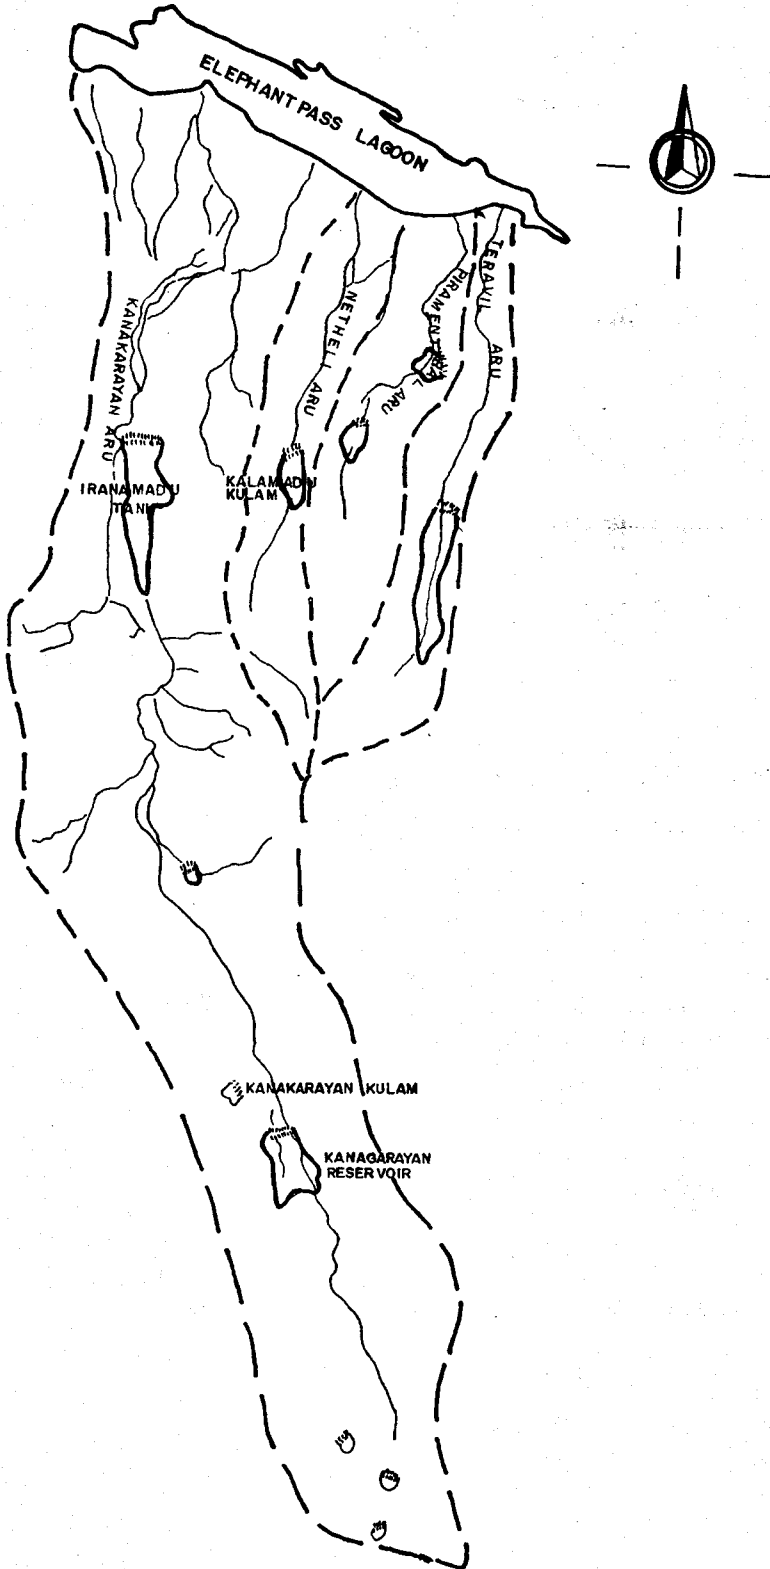 ELEPHANT PASS LAGOON
KANAKARAYAN ARU
NETHELI ARU
PIRAMENTHAL ARU
TERAVIL ARU
IRANAMADU
TANK
KALAMADU
KULAM
KANAKARAYAN KULAM
KANAGARAYAN
RESERVOIR